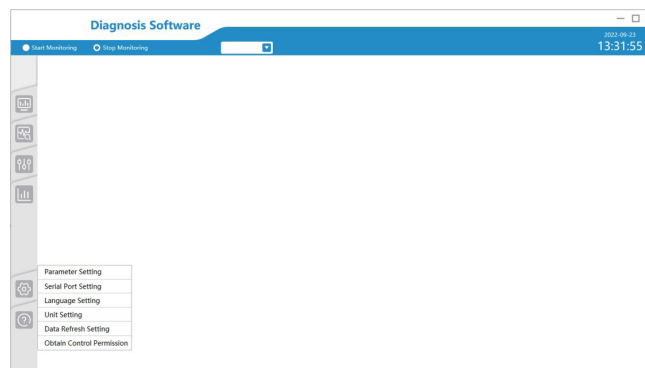 Diagnosis Software
2022-09-23
Start Monitoring
Stop Monitoring
13:31:55
Parameter Setting
Serial Port Setting
Language Setting
Unit Setting
Data Refresh Setting
Obtain Control Permission